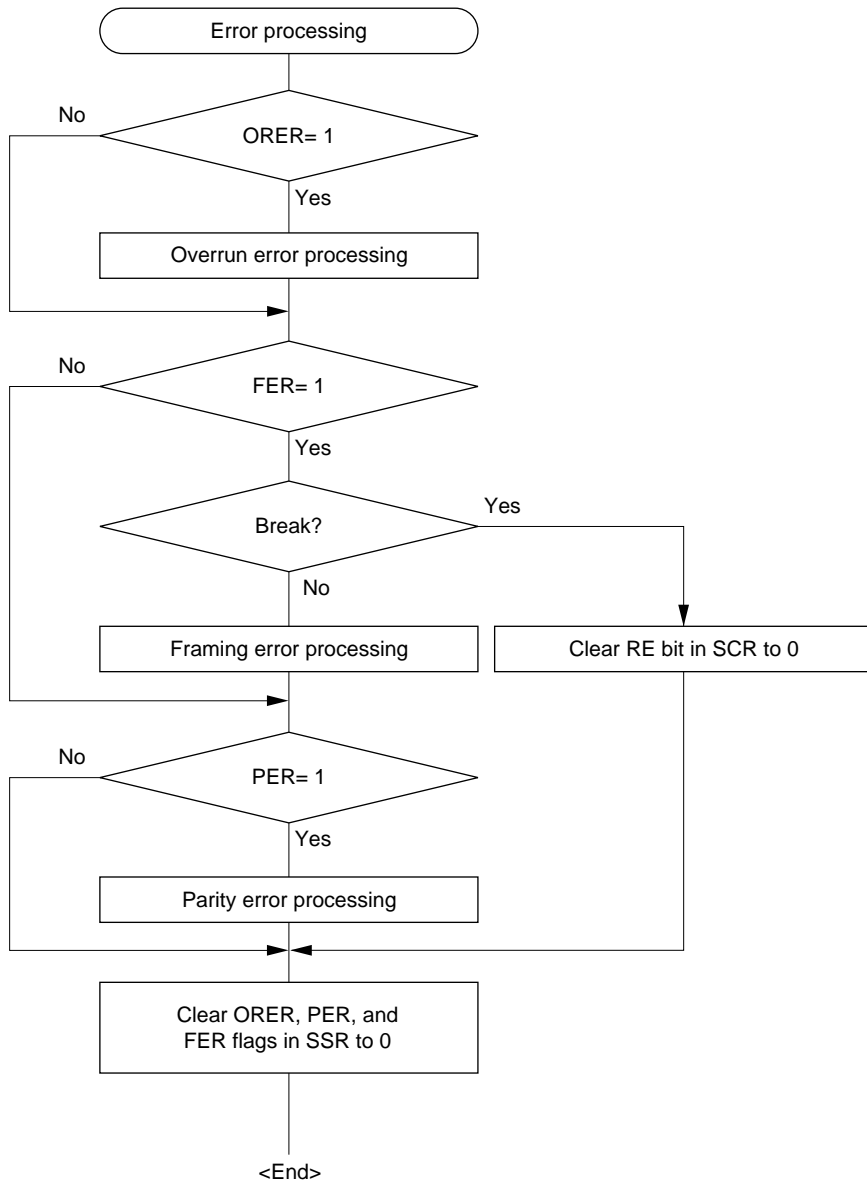 Error processing
No
ORER= 1
Yes
Overrun error processing
No
FER= 1
Yes
Break?
Yes
No
Framing error processing
Clear RE bit in SCR to 0
No
PER= 1
Yes
Parity error processing
Clear ORER, PER, and
FER flags in SSR to 0
<End>